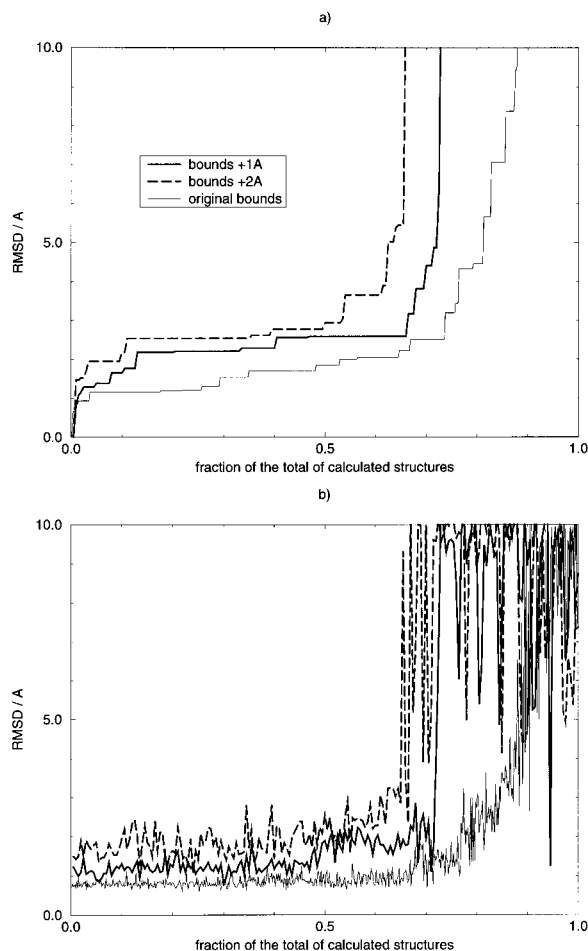 a)
10.0
bounds +1A
bounds +2A
original bounds
5.0
RMSD / A
0.0
0.0
0.5
1.0
fraction of the total of calculated structures
b)
10.0
5.0
RMSD / A
0.0
0.0
0.5
1.0
fraction of the total of calculated structures